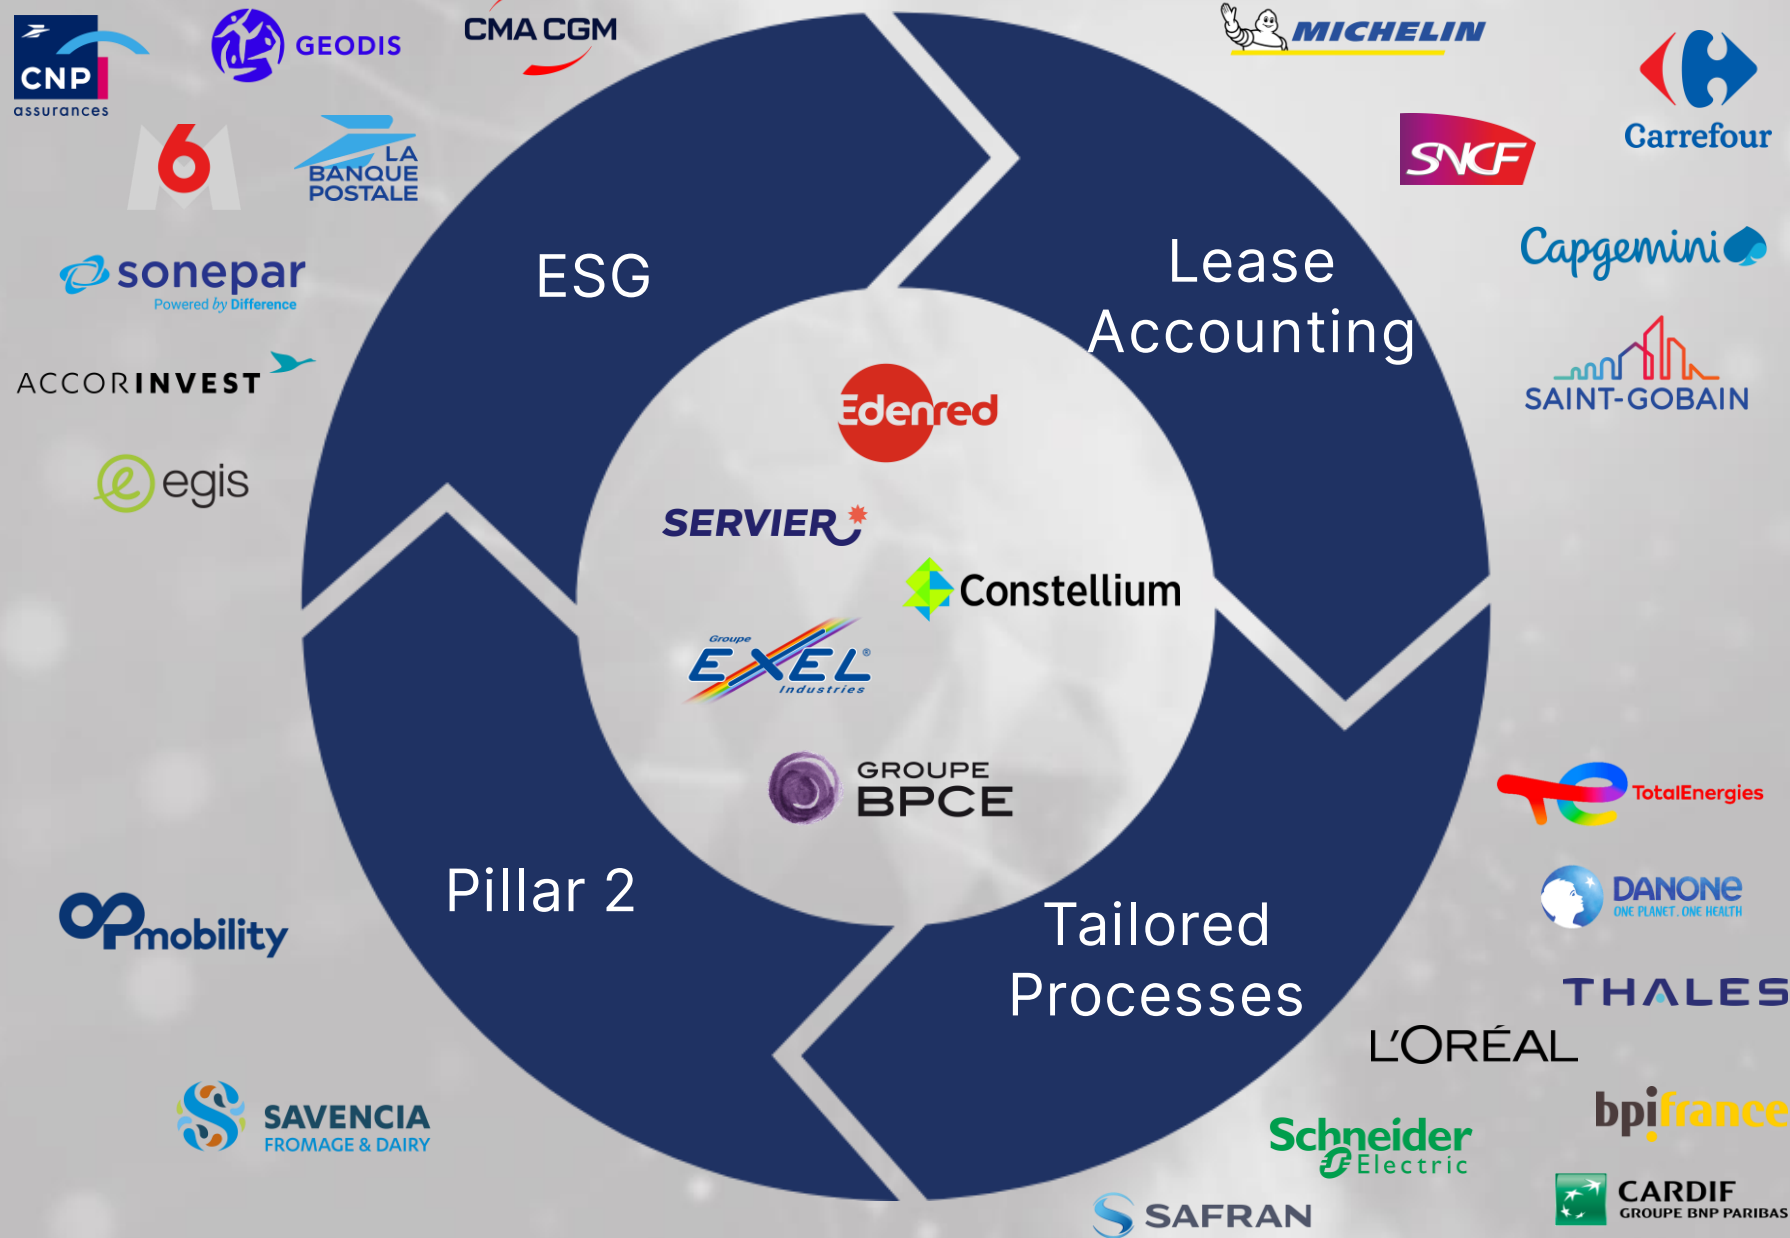 CNP
assurances
GEODIS
CMA CGM
M6
LA
BANQUE
POSTALE
sonepar
Powered by Difference
ACCORINVEST
egis
ESG
MICHELIN
Carrefour
SNCF
Capgemini
SAINT-GOBAIN
Lease
Accounting
Edenred
SERVIER
Constellium
Groupe
EXEL®
Industries
GROUPE
BPCE
Pillar 2
OPmobility
SAVENCIA
FROMAGE & DAIRY
Tailored
Processes
TotalEnergies
DANONE
ONE PLANET. ONE HEALTH
THALES
L'ORÉAL
bpifrance
Schneider
Electric
CARDIF
GROUPE BNP PARIBAS
SAFRAN